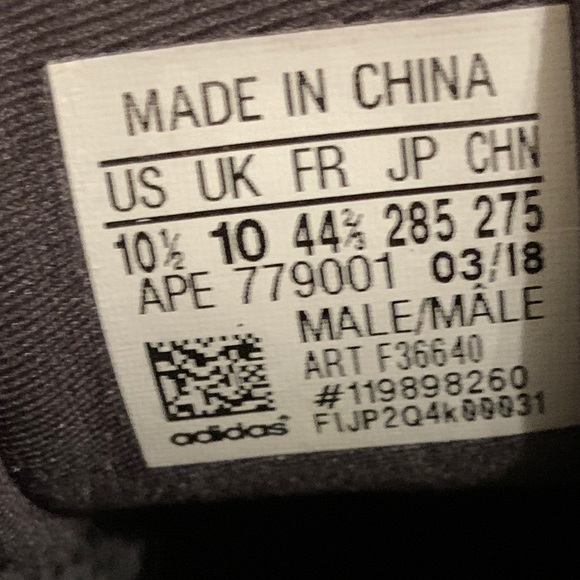 MADE IN CHINA
US UK FR JP CHN
10½ 10 44⅔ 285 275
APE 779001 03/18
MALE/MÂLE
ART F36640
#119898260
F1JP2Q4k00031
adidas